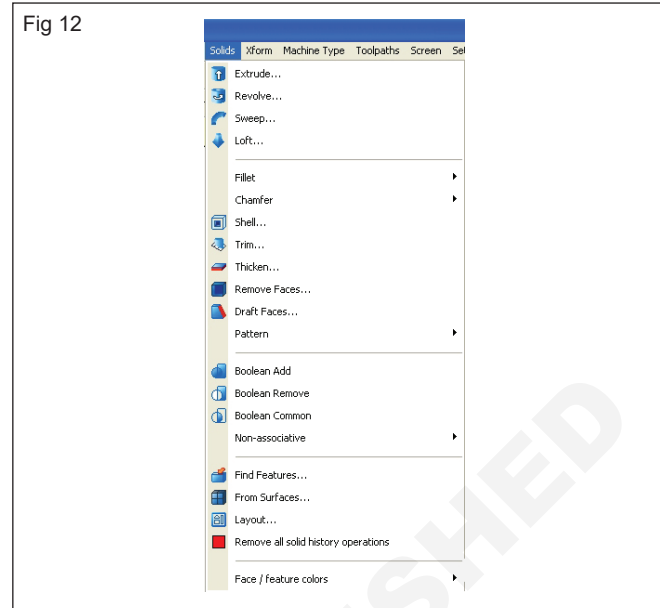 Fig 12
Solids Xform Machine Type Toolpaths Screen
Extrude...
Revolve...
Sweep...
Loft...
Fillet
Chamfer
Shell...
Trim...
Thicken...
Remove Faces...
Draft Faces...
Pattern
Boolean Add
Boolean Remove
Boolean Common
Non-associative
Find Features...
From Surfaces...
Layout...
Remove all solid history operations
Face / feature colors